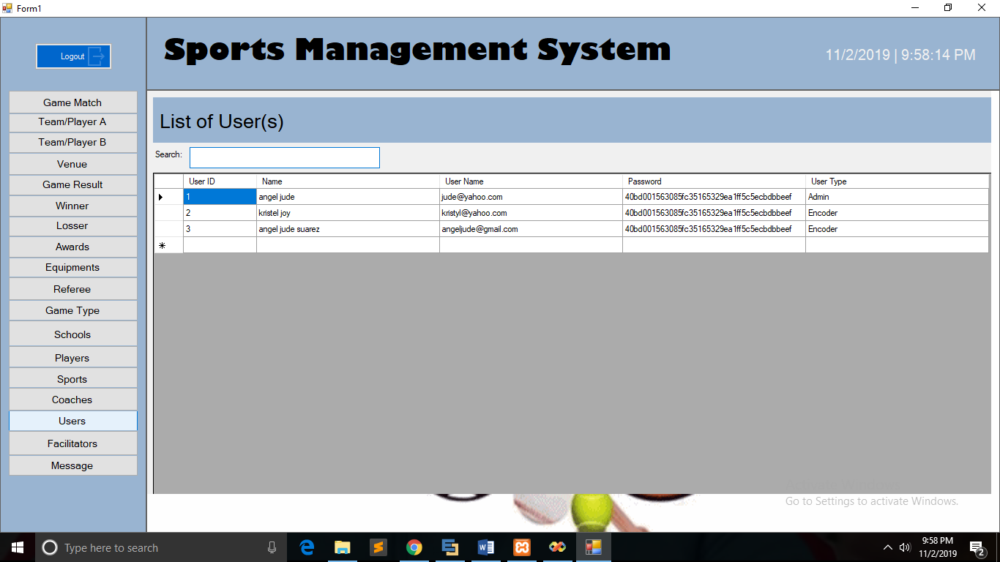 Form1
Logout
Sports Management System
11/2/2019 | 9:58:14 PM
Game Match
Team/Player A
Team/Player B
Venue
Game Result
Winner
Losser
Awards
Equipments
Referee
Game Type
Schools
Players
Sports
Coaches
Users
Facilitators
Message
List of User(s)
Search:
User ID Name User Name Password User Type
1 angel jude jude@yahoo.com 40bd001563085fc35165329ea1ff5c5ecbdbbeef Admin
2 kristel joy kristyl@yahoo.com 40bd001563085fc35165329ea1ff5c5ecbdbbeef Encoder
3 angel jude suarez angeljude@gmail.com 40bd001563085fc35165329ea1ff5c5ecbdbbeef Encoder
Activate Windows
Go to Settings to activate Windows.
Type here to search
9:58 PM
11/2/2019
2